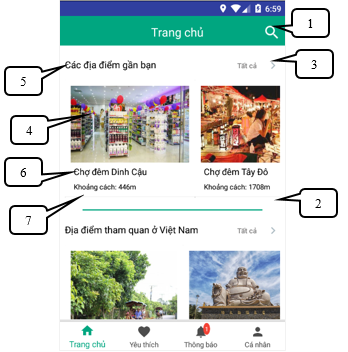 6:59
1
Trang chủ
Các địa điểm gần bạn
Tất cả
3
5
4
6
Chợ đêm Dinh Cậu
Chợ đêm Tây Đô
Khoảng cách: 446m
Khoảng cách: 1708m
7
2
Địa điểm tham quan ở Việt Nam
Tất cả
Trang chủ
Yêu thích
Thông báo
Cá nhân